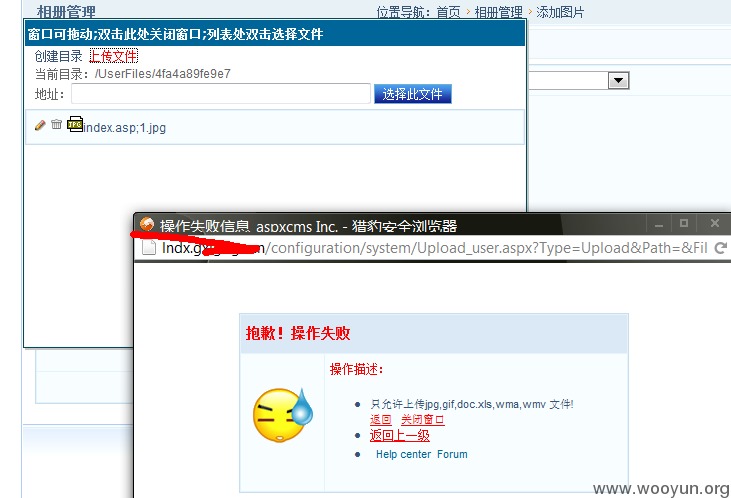 相册管理
位置导航：首页 › 相册管理 › 添加图片
窗口可拖动;双击此处关闭窗口;列表处双击选择文件
创建目录 上传文件
当前目录：/UserFiles/4fa4a89fe9e7
地址： 选择此文件
index.asp;1.jpg
操作失败信息 aspxcms Inc. - 猎豹安全浏览器
/configuration/system/Upload_user.aspx?Type=Upload&Path=&Fil
抱歉！操作失败
操作描述：
只允许上传jpg,gif,doc.xls,wma,wmv 文件!
返回 关闭窗口
返回上一级
Help center Forum
www.wooyun.org